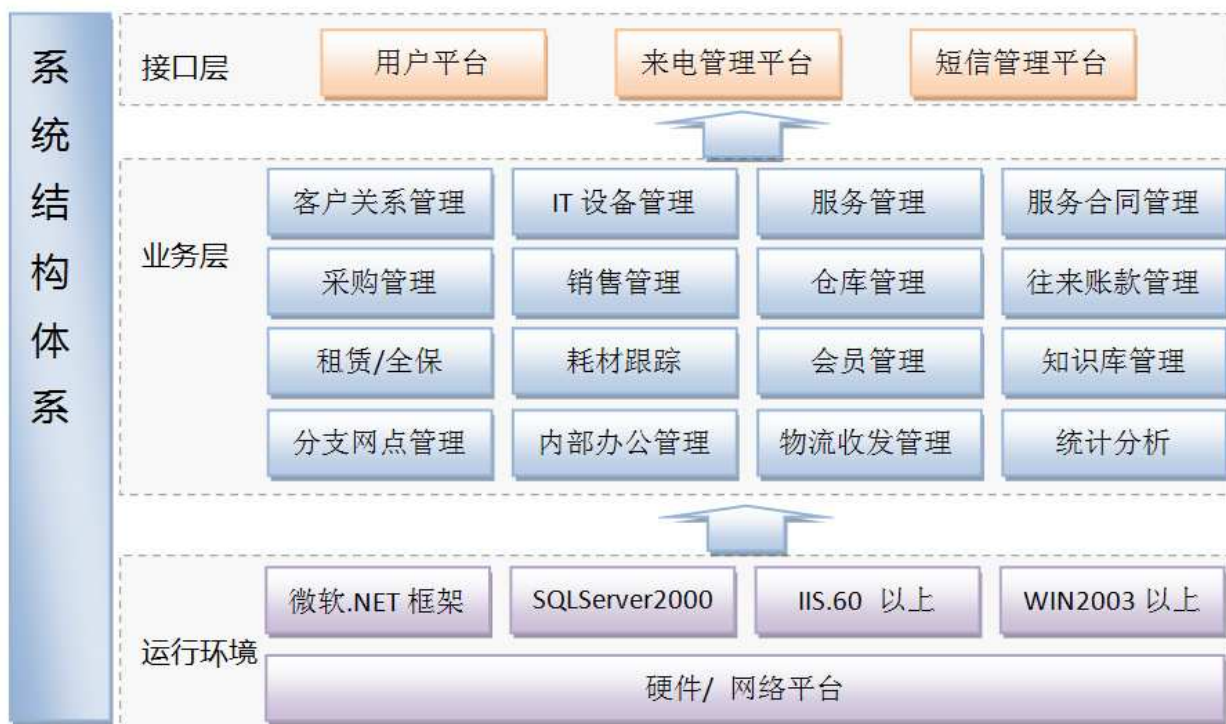 系统结构体系
接口层
用户平台
来电管理平台
短信管理平台
业务层
客户关系管理
IT 设备管理
服务管理
服务合同管理
采购管理
销售管理
仓库管理
往来账款管理
租赁/全保
耗材跟踪
会员管理
知识库管理
分支网点管理
内部办公管理
物流收发管理
统计分析
运行环境
微软.NET 框架
SQLServer2000
IIS.60 以上
WIN2003 以上
硬件/ 网络平台